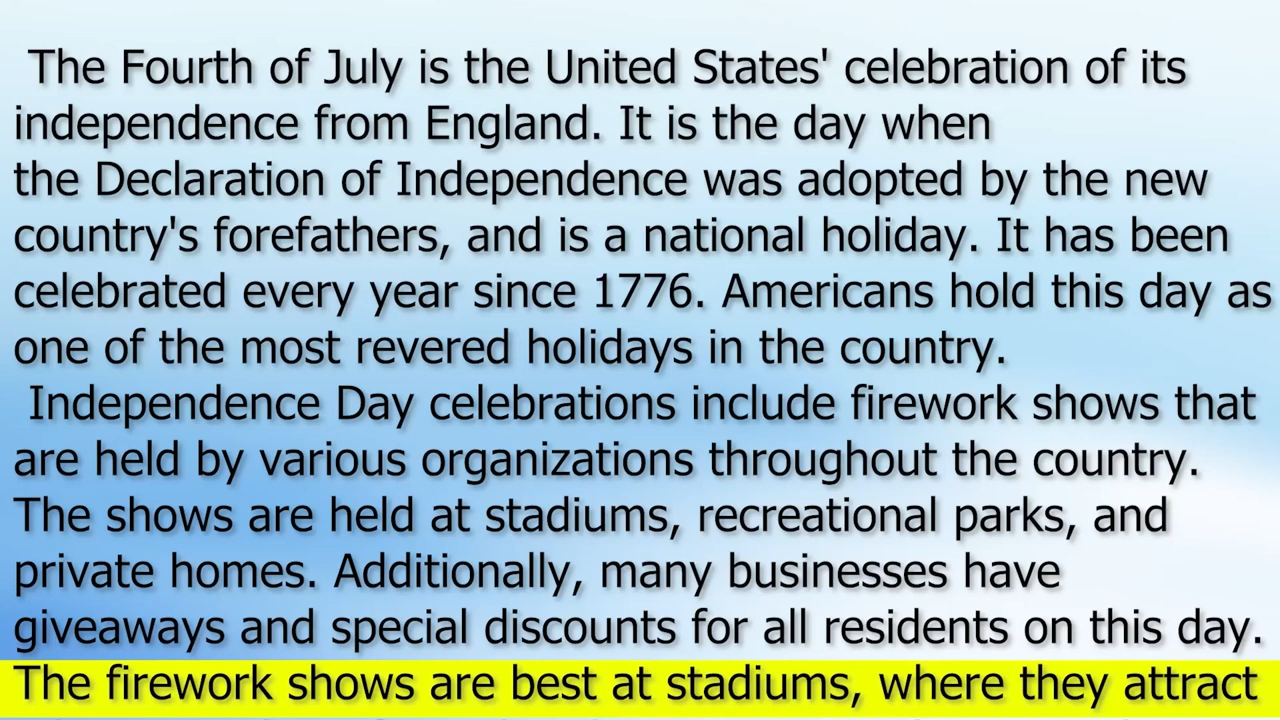 The Fourth of July is the United States' celebration of its
independence from England. It is the day when
the Declaration of Independence was adopted by the new
country's forefathers, and is a national holiday. It has been
celebrated every year since 1776. Americans hold this day as
one of the most revered holidays in the country.
Independence Day celebrations include firework shows that
are held by various organizations throughout the country.
The shows are held at stadiums, recreational parks, and
private homes. Additionally, many businesses have
giveaways and special discounts for all residents on this day.
The firework shows are best at stadiums, where they attract